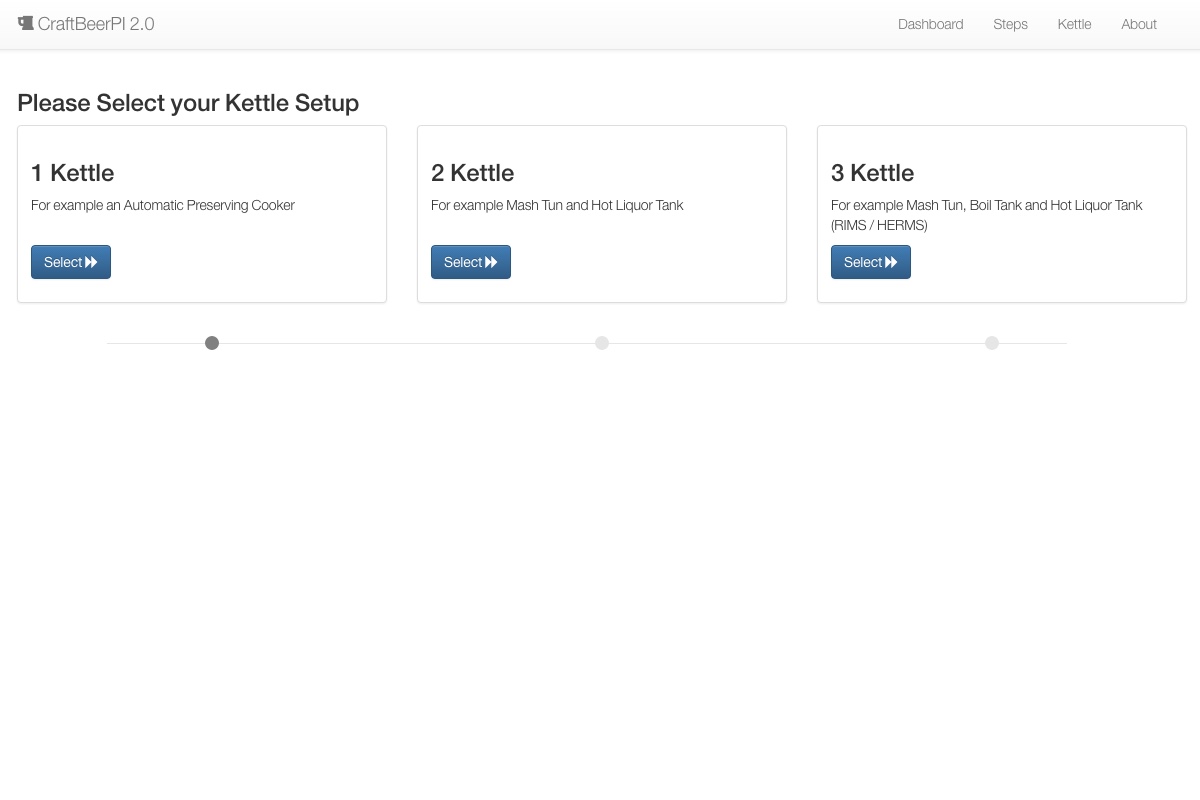 CraftBeerPI 2.0
Dashboard
Steps
Kettle
About
Please Select your Kettle Setup
1 Kettle
For example an Automatic Preserving Cooker
Select
2 Kettle
For example Mash Tun and Hot Liquor Tank
Select
3 Kettle
For example Mash Tun, Boil Tank and Hot Liquor Tank
(RIMS / HERMS)
Select